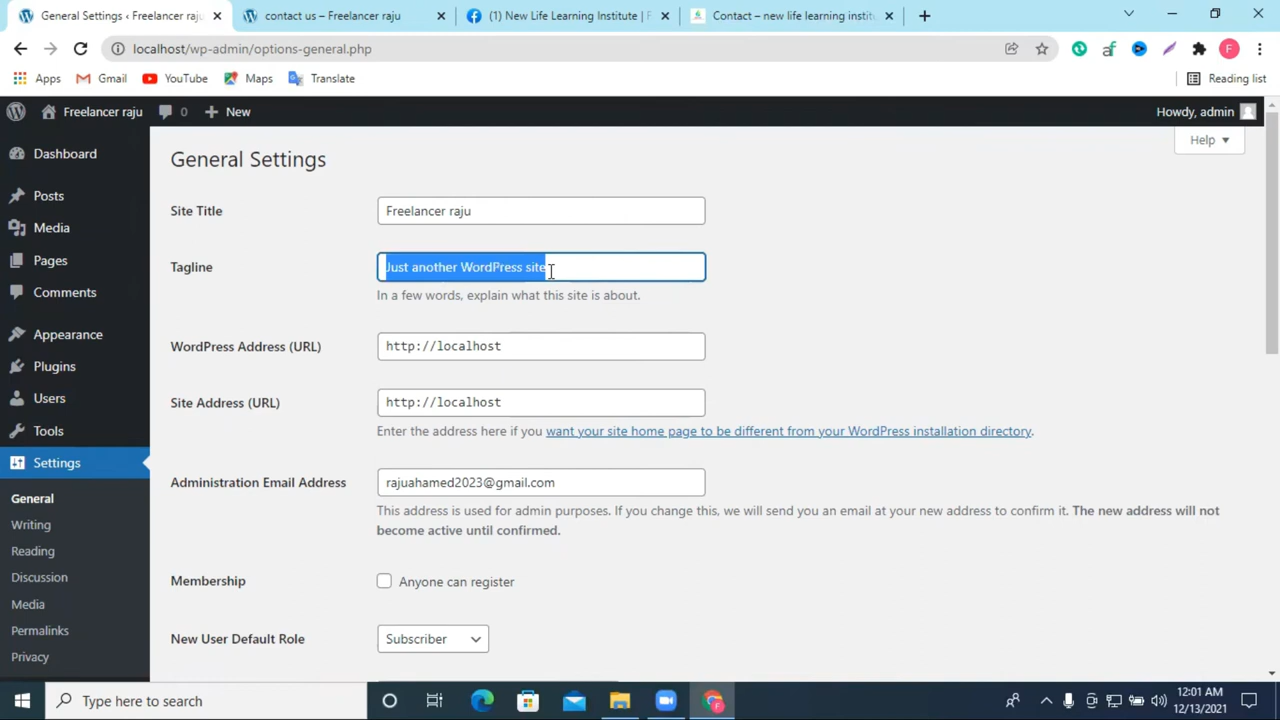 General Settings ‹ Freelancer raju
contact us – Freelancer raju
(1) New Life Learning Institute |
Contact – new life learning instit
localhost/wp-admin/options-general.php
F
Apps
Gmail
YouTube
Maps
Translate
Reading list
Freelancer raju
0
New
Howdy, admin
Dashboard
Posts
Media
Pages
Comments
Appearance
Plugins
Users
Tools
Settings
General
Writing
Reading
Discussion
Media
Permalinks
Privacy
Help
General Settings
Site Title
Freelancer raju
Tagline
Just another WordPress site
In a few words, explain what this site is about.
WordPress Address (URL)
http://localhost
Site Address (URL)
http://localhost
Enter the address here if you want your site home page to be different from your WordPress installation directory.
Administration Email Address
rajuahamed2023@gmail.com
This address is used for admin purposes. If you change this, we will send you an email at your new address to confirm it. The new address will not
become active until confirmed.
Membership
Anyone can register
New User Default Role
Subscriber
Type here to search
12:01 AM
12/13/2021